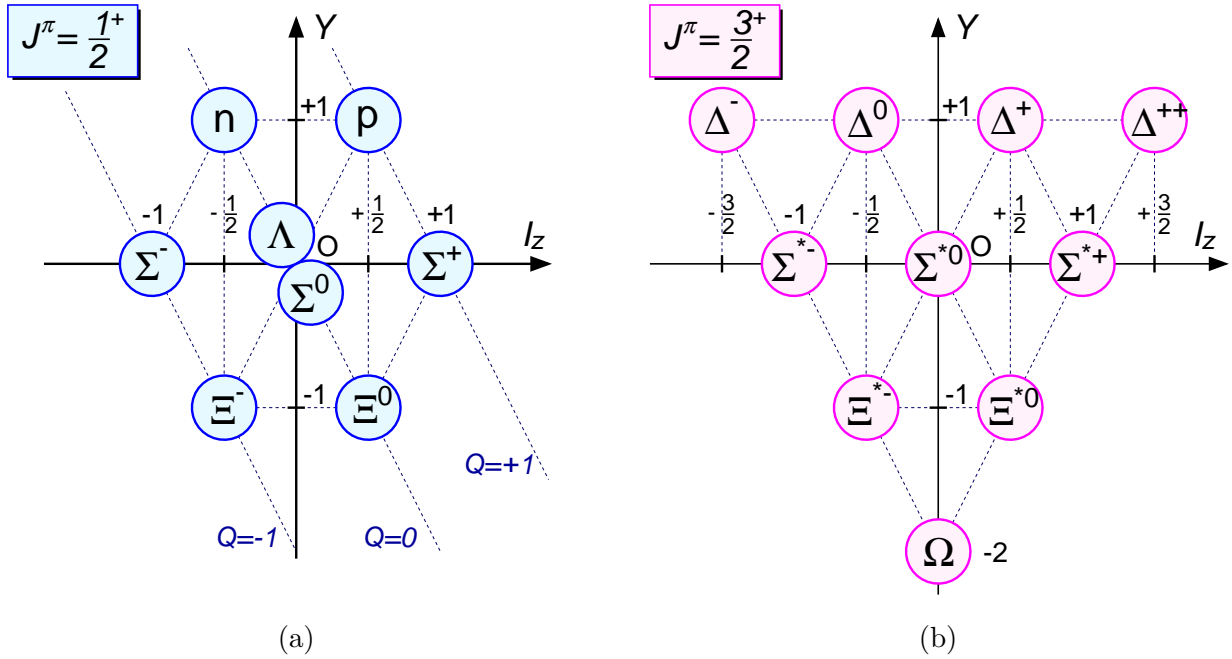 J^π = 1/2^+
Y
n
+1
p
-1
- 1/2
Λ
O
+ 1/2
+1
I_z
Σ^-
Σ^0
Σ^+
Ξ^-
-1
Ξ^0
Q=-1
Q=0
Q=+1
(a)
J^π = 3/2^+
Y
Δ^-
Δ^0
+1
Δ^+
Δ^++
- 3/2
-1
- 1/2
O
+ 1/2
+1
+ 3/2
I_z
Σ^*-
Σ^*0
Σ^*+
Ξ^*-
-1
Ξ^*0
Ω
-2
(b)